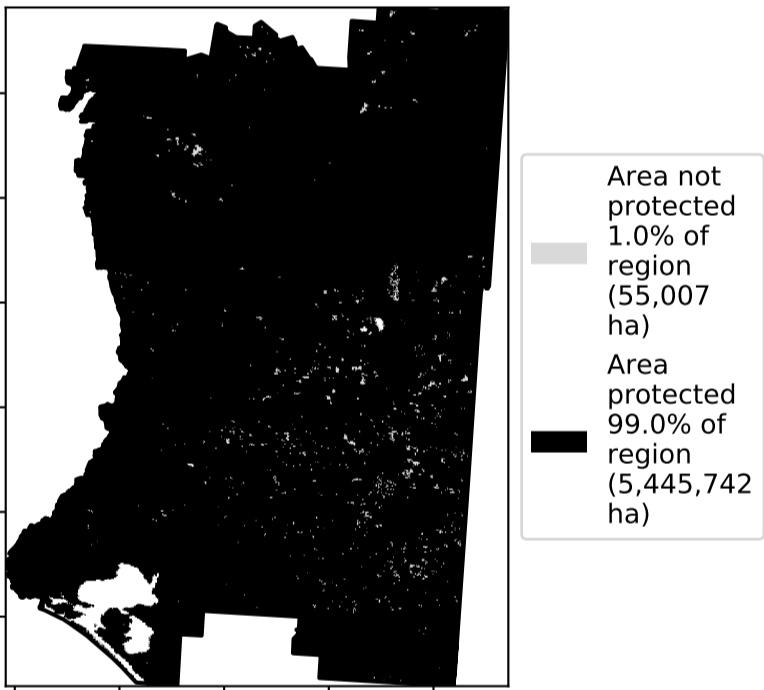 Area not
protected
1.0% of
region
(55,007
ha)
Area
protected
99.0% of
region
(5,445,742
ha)